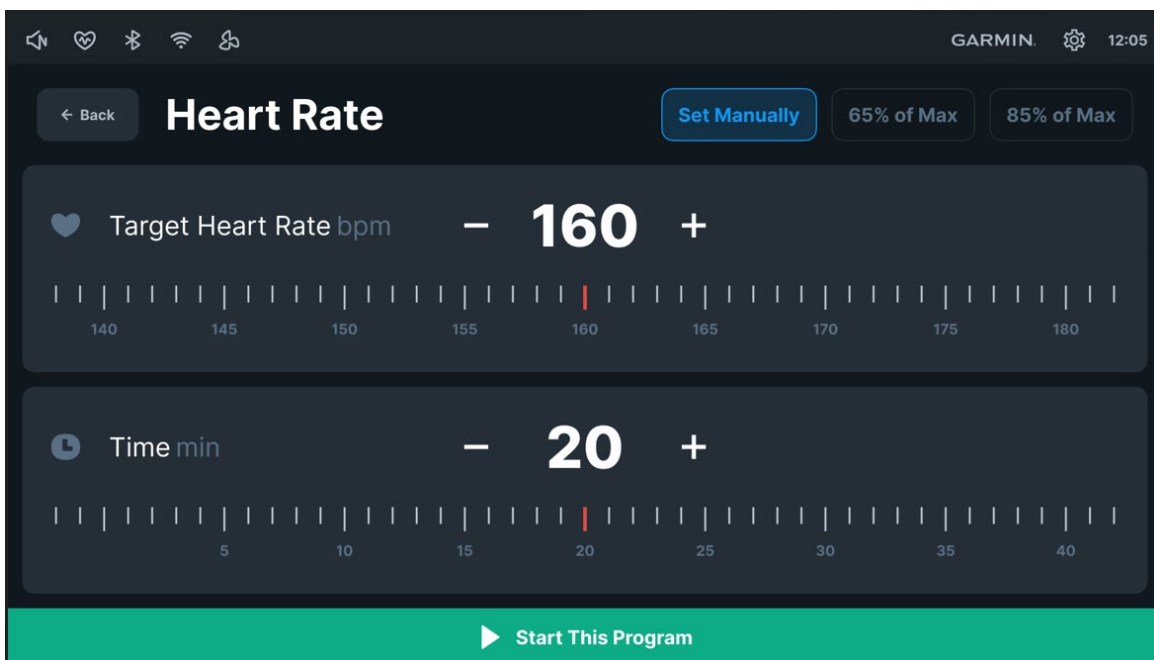 GARMIN. 12:05
← Back Heart Rate Set Manually 65% of Max 85% of Max
Target Heart Rate bpm − 160 +
140 145 150 155 160 165 170 175 180
Time min − 20 +
5 10 15 20 25 30 35 40
Start This Program